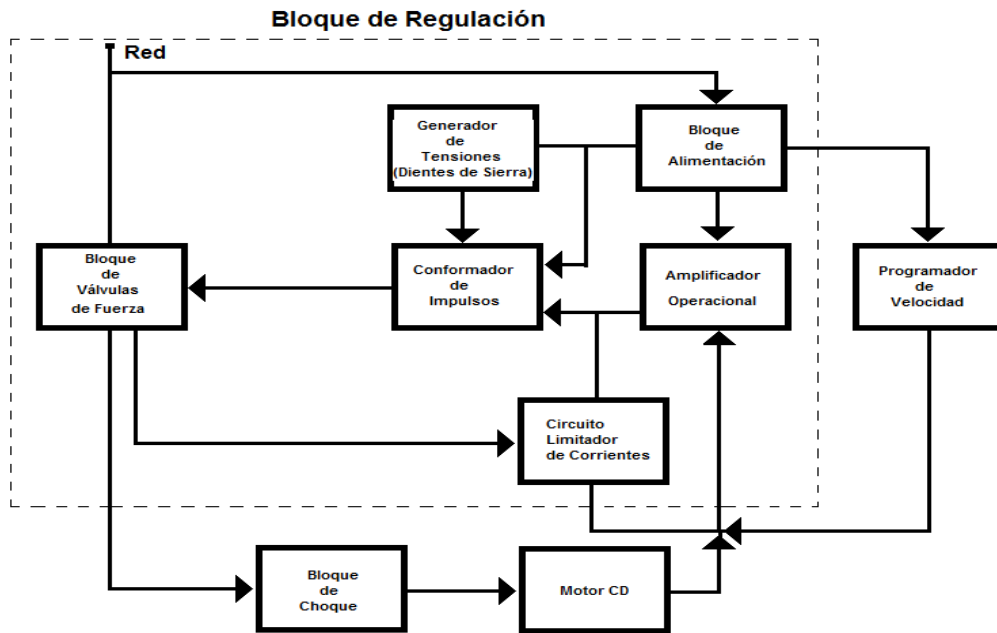 Bloque de Regulación
Red
Generador
de
Tensiones
(Dientes de Sierra)
Bloque
de
Alimentación
Bloque
de
Válvulas
de Fuerza
Conformador
de
Impulsos
Amplificador
Operacional
Programador
de
Velocidad
Circuito
Limitador
de Corrientes
Bloque
de
Choque
Motor CD